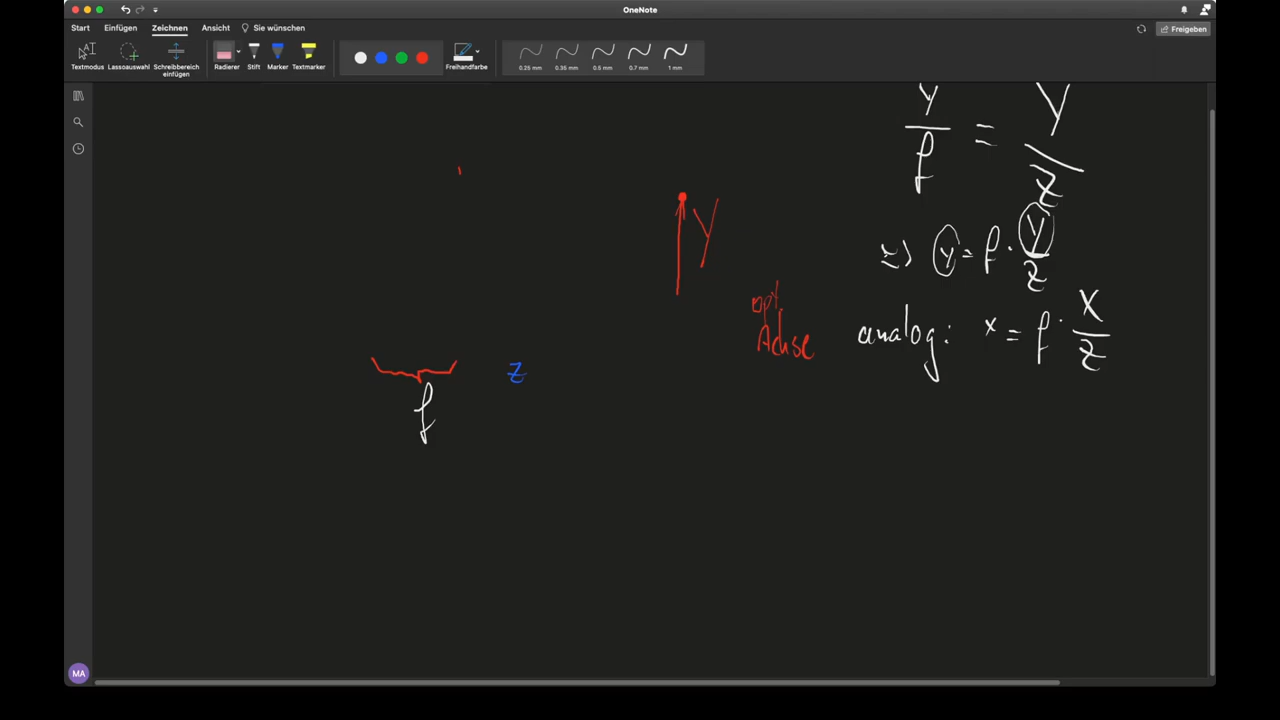 OneNote
Start Einfügen Zeichnen Ansicht Sie wünschen
Freigeben
Textmodus Lassoauswahl Schreibbereich einfügen Radierer Stift Marker Textmarker Freihandfarbe 0.25 mm 0.35 mm 0.5 mm 0.7 mm 1 mm
y/f = Y/Z
Y
=> y = f · Y/Z
opt.
Achse
analog: x = f · X/Z
z
f
MA